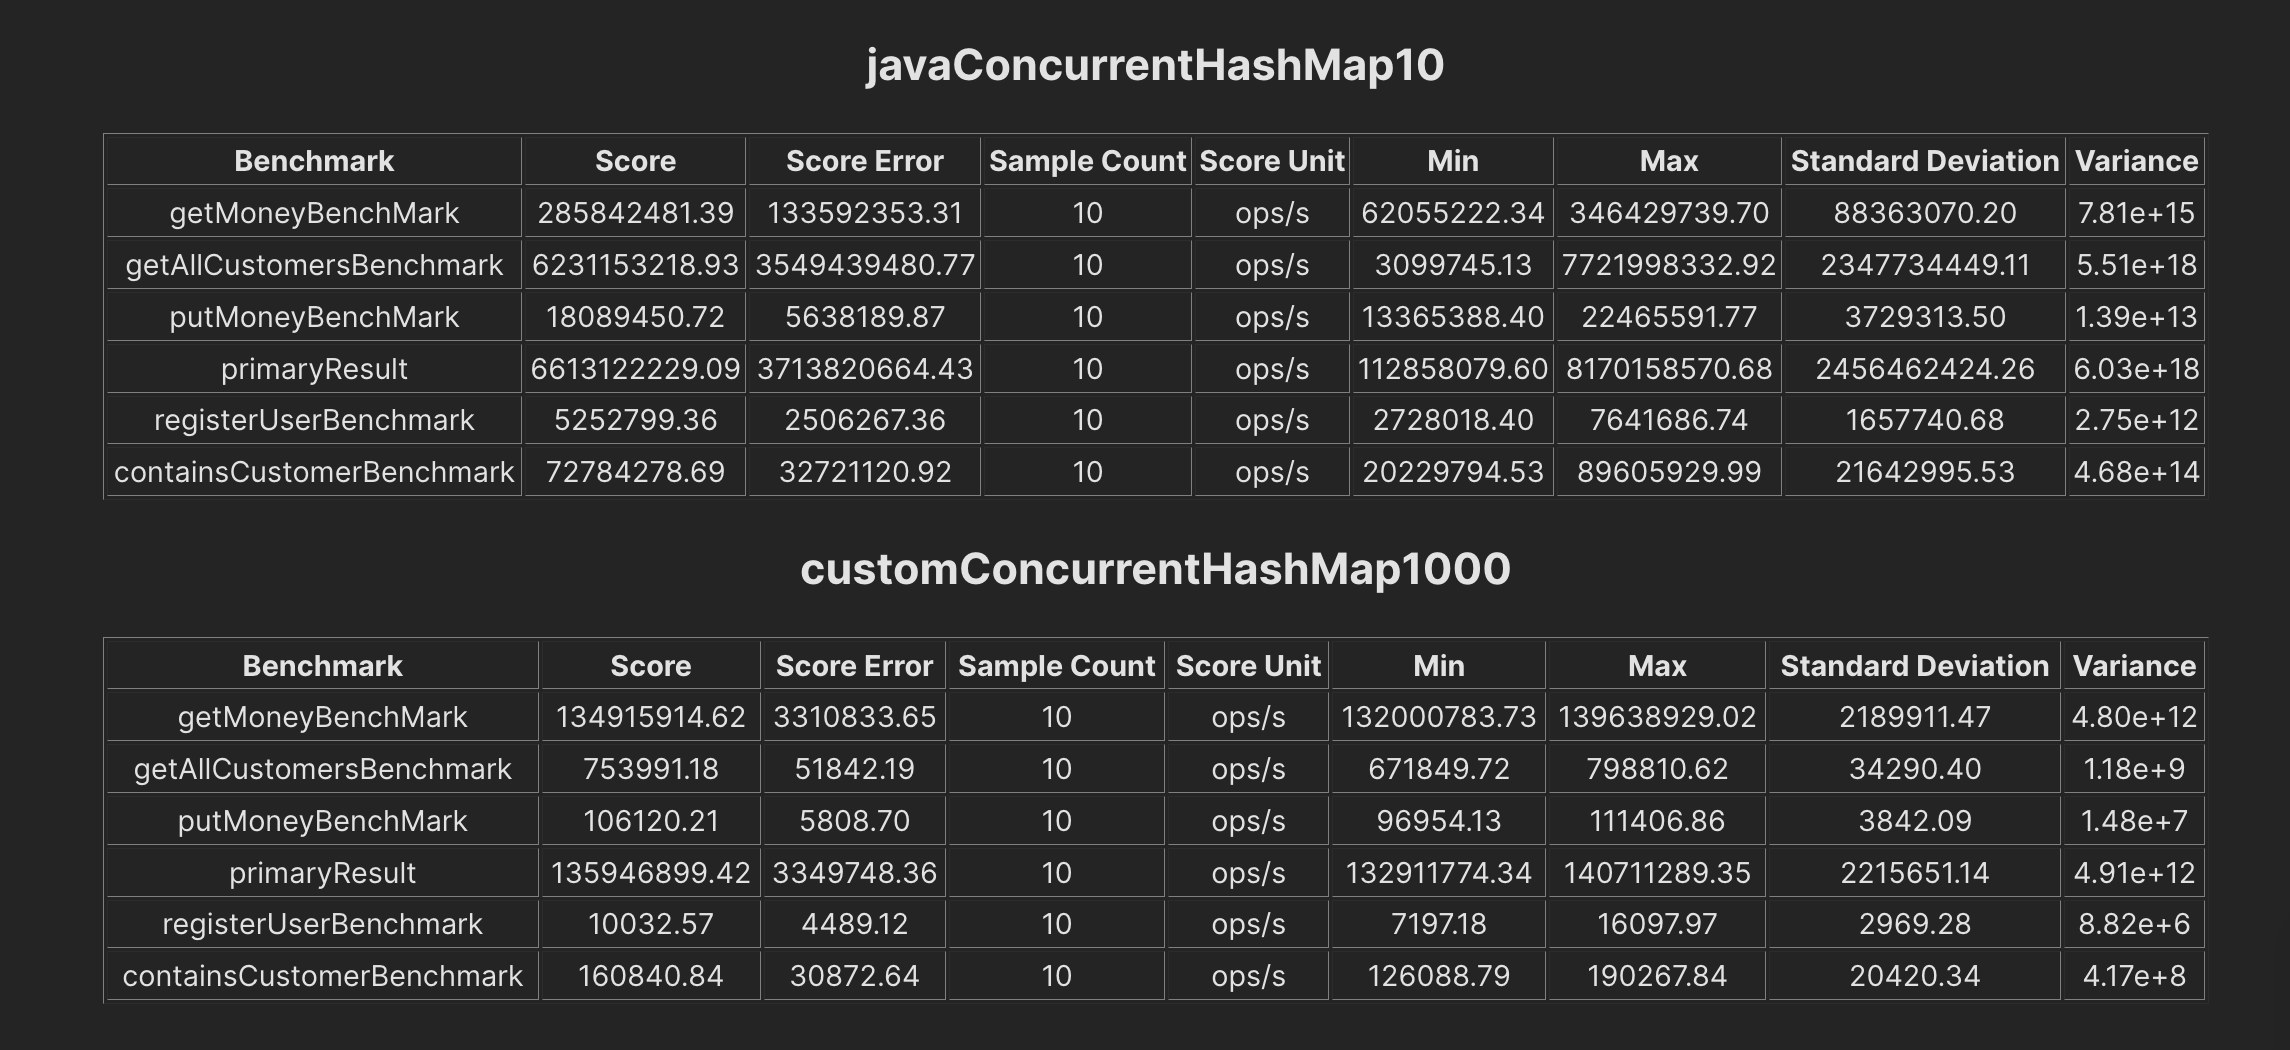 javaConcurrentHashMap10
Benchmark Score Score Error Sample Count Score Unit Min Max Standard Deviation Variance
getMoneyBenchMark 285842481.39 133592353.31 10 ops/s 62055222.34 346429739.70 88363070.20 7.81e+15
getAllCustomersBenchmark 6231153218.93 3549439480.77 10 ops/s 3099745.13 7721998332.92 2347734449.11 5.51e+18
putMoneyBenchMark 18089450.72 5638189.87 10 ops/s 13365388.40 22465591.77 3729313.50 1.39e+13
primaryResult 6613122229.09 3713820664.43 10 ops/s 112858079.60 8170158570.68 2456462424.26 6.03e+18
registerUserBenchmark 5252799.36 2506267.36 10 ops/s 2728018.40 7641686.74 1657740.68 2.75e+12
containsCustomerBenchmark 72784278.69 32721120.92 10 ops/s 20229794.53 89605929.99 21642995.53 4.68e+14
customConcurrentHashMap1000
Benchmark Score Score Error Sample Count Score Unit Min Max Standard Deviation Variance
getMoneyBenchMark 134915914.62 3310833.65 10 ops/s 132000783.73 139638929.02 2189911.47 4.80e+12
getAllCustomersBenchmark 753991.18 51842.19 10 ops/s 671849.72 798810.62 34290.40 1.18e+9
putMoneyBenchMark 106120.21 5808.70 10 ops/s 96954.13 111406.86 3842.09 1.48e+7
primaryResult 135946899.42 3349748.36 10 ops/s 132911774.34 140711289.35 2215651.14 4.91e+12
registerUserBenchmark 10032.57 4489.12 10 ops/s 7197.18 16097.97 2969.28 8.82e+6
containsCustomerBenchmark 160840.84 30872.64 10 ops/s 126088.79 190267.84 20420.34 4.17e+8